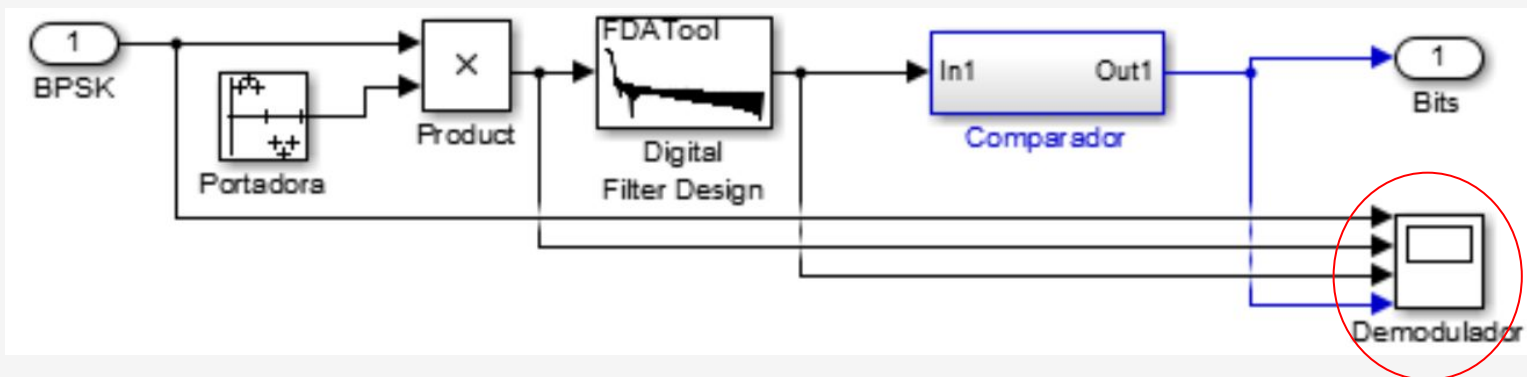 1
BPSK
Portadora
×
Product
FDATool
Digital
Filter Design
In1
Out1
Comparador
1
Bits
Demodulador